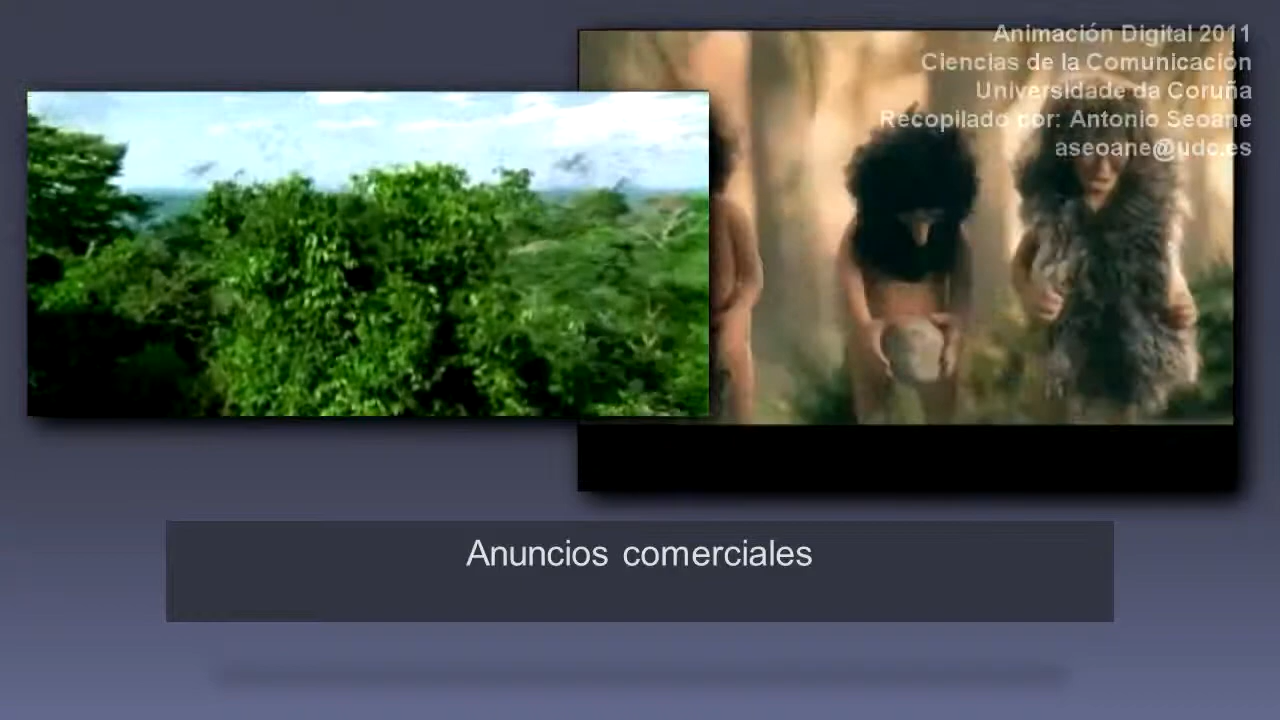 Animación Digital 2011
Ciencias de la Comunicación
Universidade da Coruña
Recopilado por: Antonio Seoane
aseoane@udc.es
Anuncios comerciales